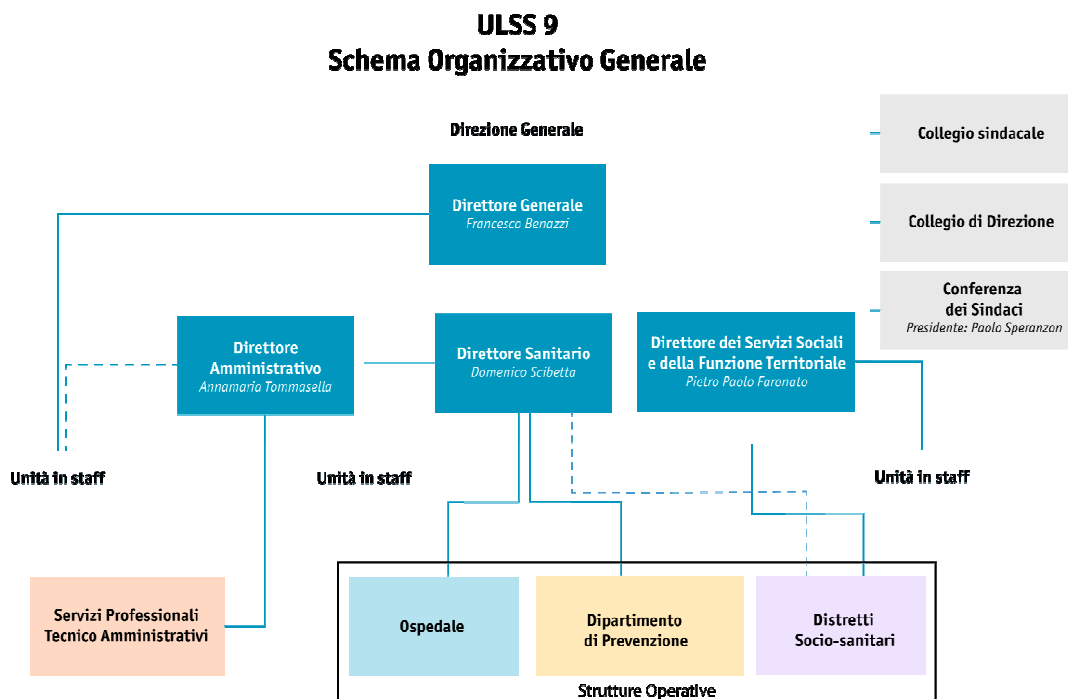 ULSS 9
Schema Organizzativo Generale
Direzione Generale
Direttore Generale
Francesco Benazzi
Collegio sindacale
Collegio di Direzione
Conferenza
dei Sindaci
Presidente: Paolo Speranzon
Direttore
Amministrativo
Annamaria Tommasella
Direttore Sanitario
Domenico Scibetta
Direttore dei Servizi Sociali
e della Funzione Territoriale
Pietro Paolo Faronato
Unità in staff
Unità in staff
Unità in staff
Servizi Professionali
Tecnico Amministrativi
Ospedale
Dipartimento
di Prevenzione
Distretti
Socio-sanitari
Strutture Operative